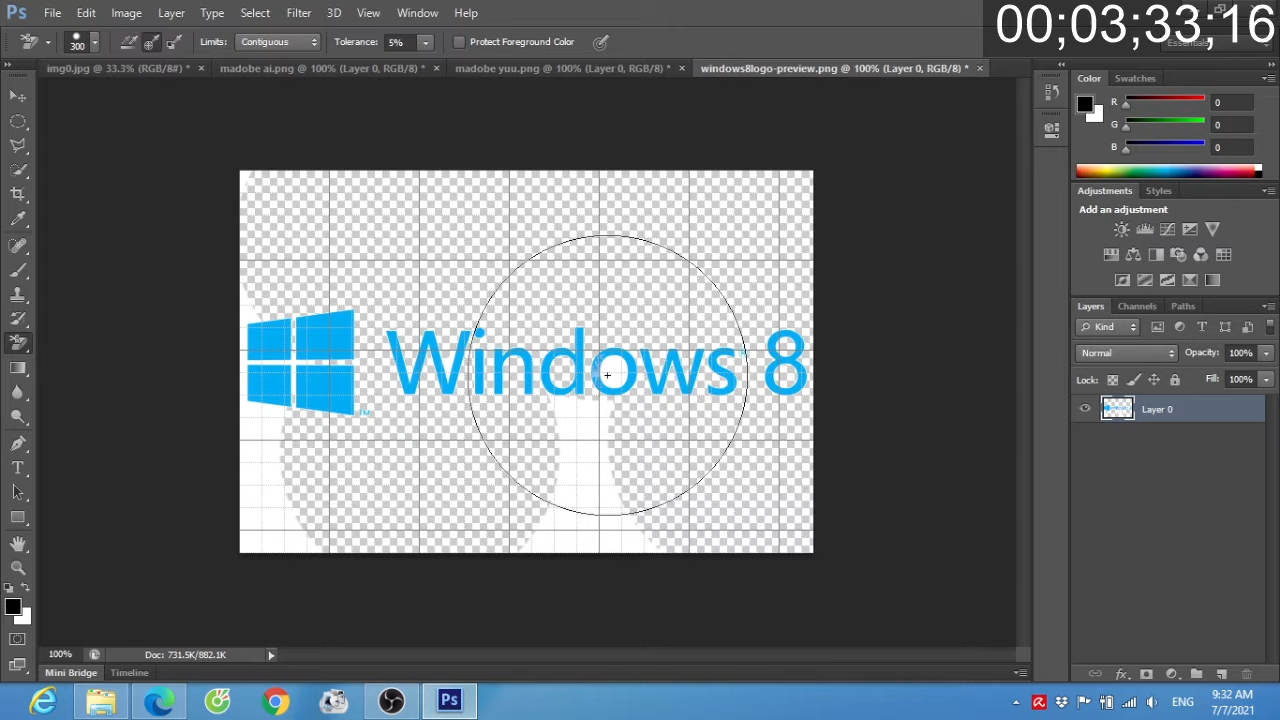 Ps File Edit Image Layer Type Select Filter 3D View Window Help
00;03;33;16
300 Limits: Contiguous Tolerance: 5% Protect Foreground Color Essentials
img0.jpg @ 33.3% (RGB/8#) * × madobe ai.png @ 100% (Layer 0, RGB/8) * × madobe yuu.png @ 100% (Layer 0, RGB/8) * × windows8logo-preview.png @ 100% (Layer 0, RGB/8) * ×
Color Swatches
R 0
G 0
B 0
Adjustments Styles
Add an adjustment
Layers Channels Paths
Kind
Normal Opacity: 100%
Lock: Fill: 100%
Layer 0
Windows 8
TM
100% Doc: 731.5K/882.1K
Mini Bridge Timeline
Ps ENG 9:32 AM
7/7/2021